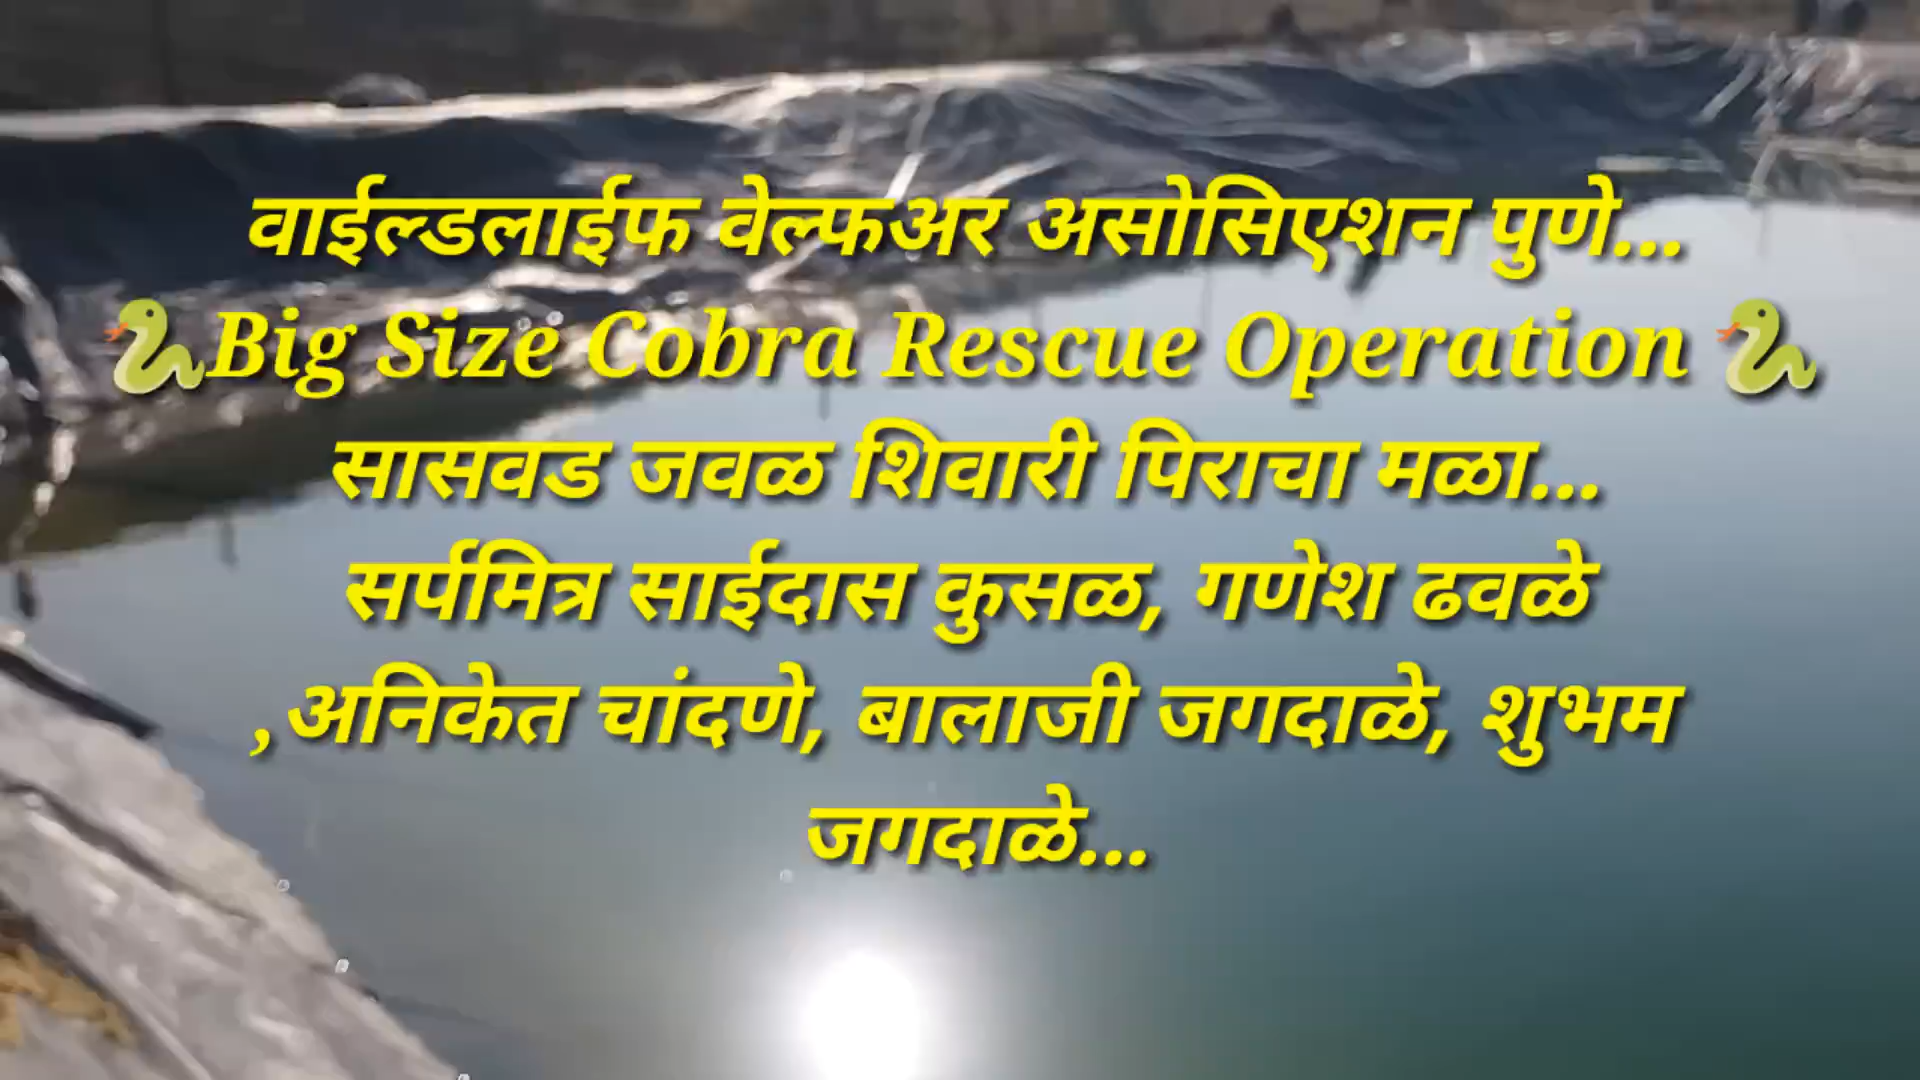 वाईल्डलाईफ वेल्फअर असोसिएशन पुणे...
🐍Big Size Cobra Rescue Operation 🐍
सासवड जवळ शिवारी पिराचा मळा...
सर्पमित्र साईदास कुसळ, गणेश ढवळे
,अनिकेत चांदणे, बालाजी जगदाळे, शुभम
जगदाळे...